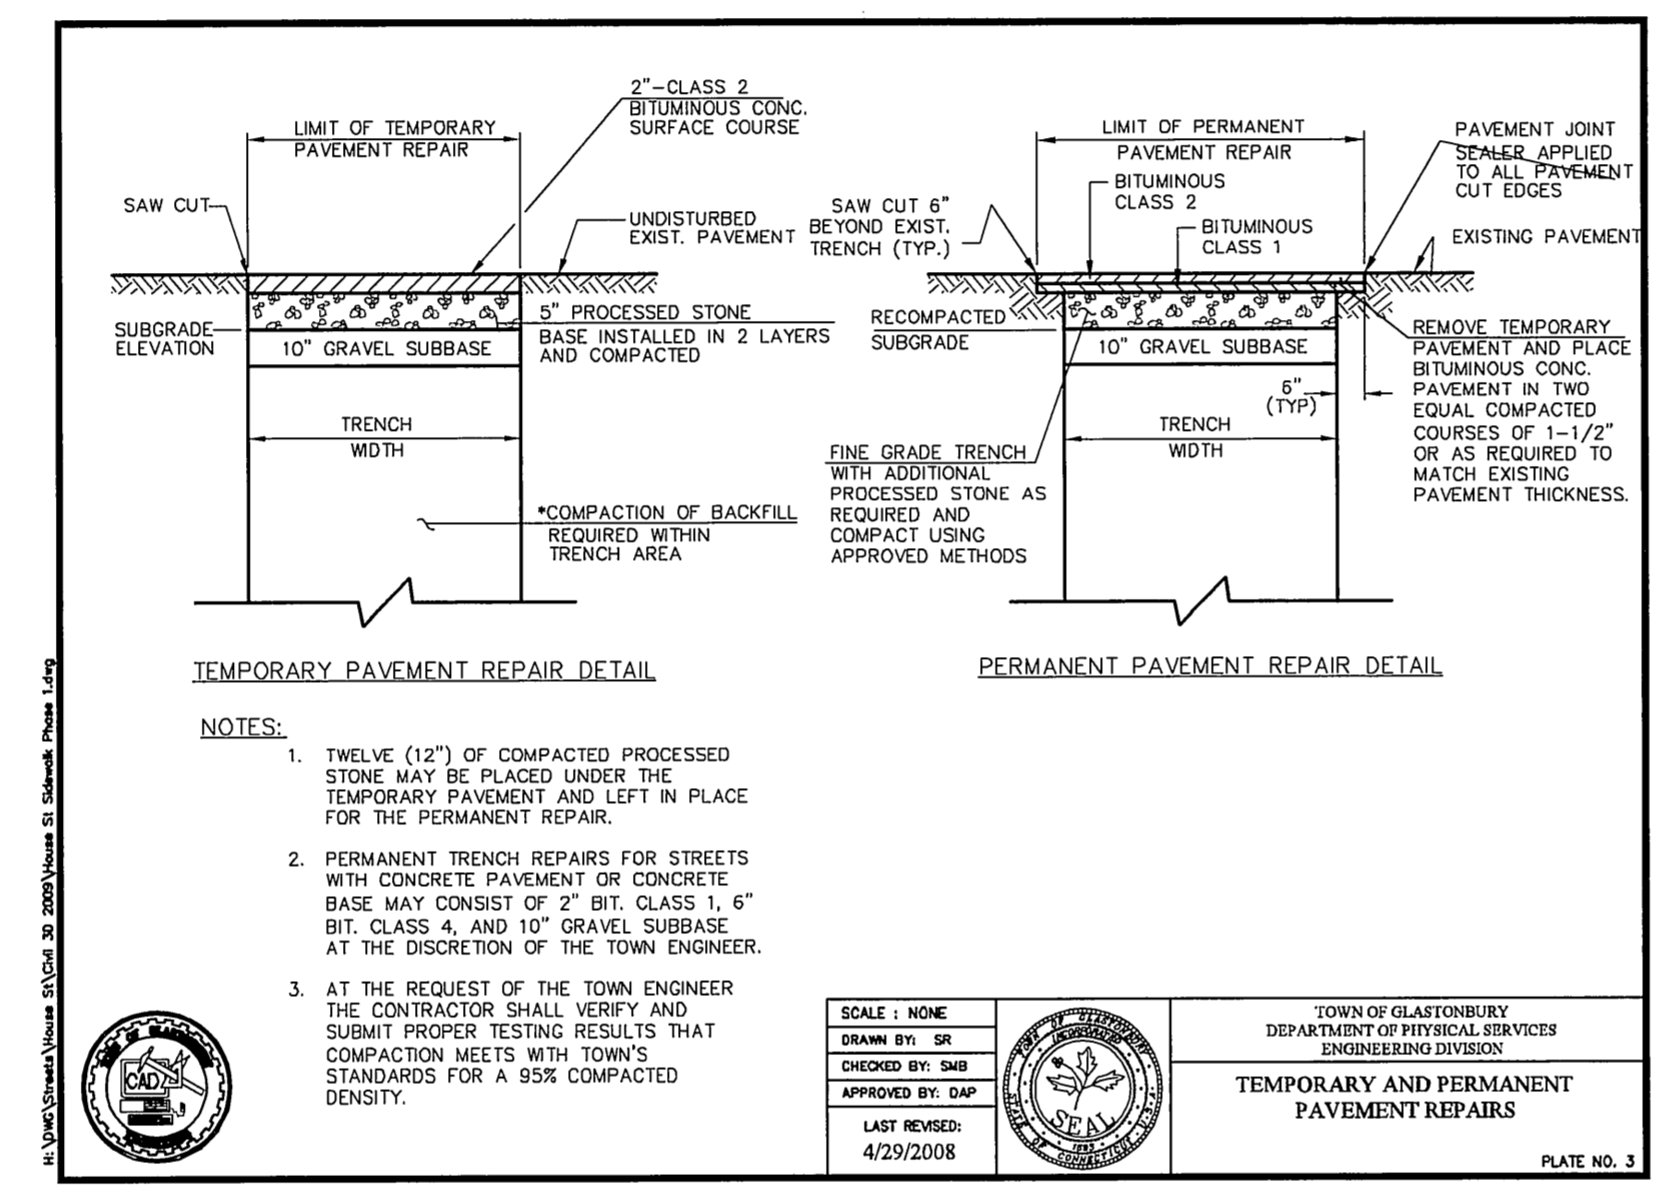 2"-CLASS 2
BITUMINOUS CONC.
SURFACE COURSE
LIMIT OF TEMPORARY
PAVEMENT REPAIR
SAW CUT
UNDISTURBED
EXIST. PAVEMENT
SUBGRADE
ELEVATION
5" PROCESSED STONE
BASE INSTALLED IN 2 LAYERS
AND COMPACTED
10" GRAVEL SUBBASE
TRENCH
WIDTH
*COMPACTION OF BACKFILL
REQUIRED WITHIN
TRENCH AREA
TEMPORARY PAVEMENT REPAIR DETAIL
LIMIT OF PERMANENT
PAVEMENT REPAIR
PAVEMENT JOINT
SEALER APPLIED
TO ALL PAVEMENT
CUT EDGES
BITUMINOUS
CLASS 2
SAW CUT 6"
BEYOND EXIST.
TRENCH (TYP.)
BITUMINOUS
CLASS 1
EXISTING PAVEMENT
RECOMPACTED
SUBGRADE
10" GRAVEL SUBBASE
REMOVE TEMPORARY
PAVEMENT AND PLACE
BITUMINOUS CONC.
PAVEMENT IN TWO
EQUAL COMPACTED
COURSES OF 1-1/2"
OR AS REQUIRED TO
MATCH EXISTING
PAVEMENT THICKNESS.
6"
(TYP)
TRENCH
WIDTH
FINE GRADE TRENCH
WITH ADDITIONAL
PROCESSED STONE AS
REQUIRED AND
COMPACT USING
APPROVED METHODS
PERMANENT PAVEMENT REPAIR DETAIL
NOTES:
1. TWELVE (12") OF COMPACTED PROCESSED
STONE MAY BE PLACED UNDER THE
TEMPORARY PAVEMENT AND LEFT IN PLACE
FOR THE PERMANENT REPAIR.
2. PERMANENT TRENCH REPAIRS FOR STREETS
WITH CONCRETE PAVEMENT OR CONCRETE
BASE MAY CONSIST OF 2" BIT. CLASS 1, 6"
BIT. CLASS 4, AND 10" GRAVEL SUBBASE
AT THE DISCRETION OF THE TOWN ENGINEER.
3. AT THE REQUEST OF THE TOWN ENGINEER
THE CONTRACTOR SHALL VERIFY AND
SUBMIT PROPER TESTING RESULTS THAT
COMPACTION MEETS WITH TOWN'S
STANDARDS FOR A 95% COMPACTED
DENSITY.
H:\DWG\Streets\House St\Civil 3D 2009\House St Sidewalk Phase 1.dwg
TOWN OF GLASTONBURY
CAD
ENGINEERING
SCALE : NONE
DRAWN BY: SR
CHECKED BY: SMB
APPROVED BY: DAP
LAST REVISED:
4/29/2008
TOWN OF GLASTONBURY
INCORPORATED
SEAL
STATE OF CONNECTICUT. U.S.A.
TOWN OF GLASTONBURY
DEPARTMENT OF PHYSICAL SERVICES
ENGINEERING DIVISION
TEMPORARY AND PERMANENT
PAVEMENT REPAIRS
PLATE NO. 3